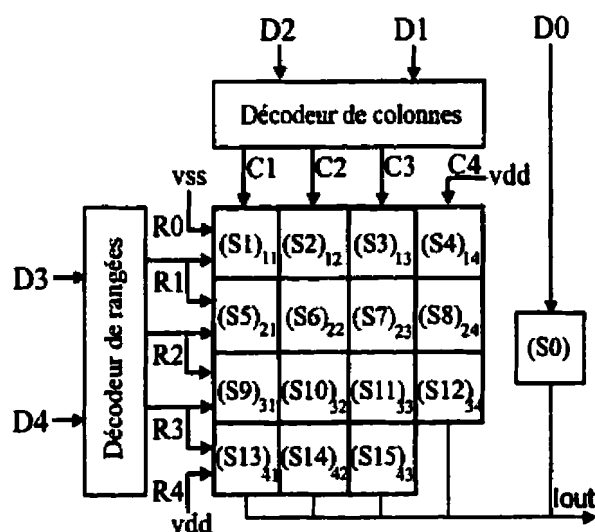 D2 D1 D0
Décodeur de colonnes
C1 C2 C3 C4
vss vdd
R0 (S1)11 (S2)12 (S3)13 (S4)14
D3 Décodeur de rangées R1 (S5)21 (S6)22 (S7)23 (S8)24 (S0)
R2 (S9)31 (S10)32 (S11)33 (S12)34
D4 R3 (S13)41 (S14)42 (S15)43
R4 Iout
vdd